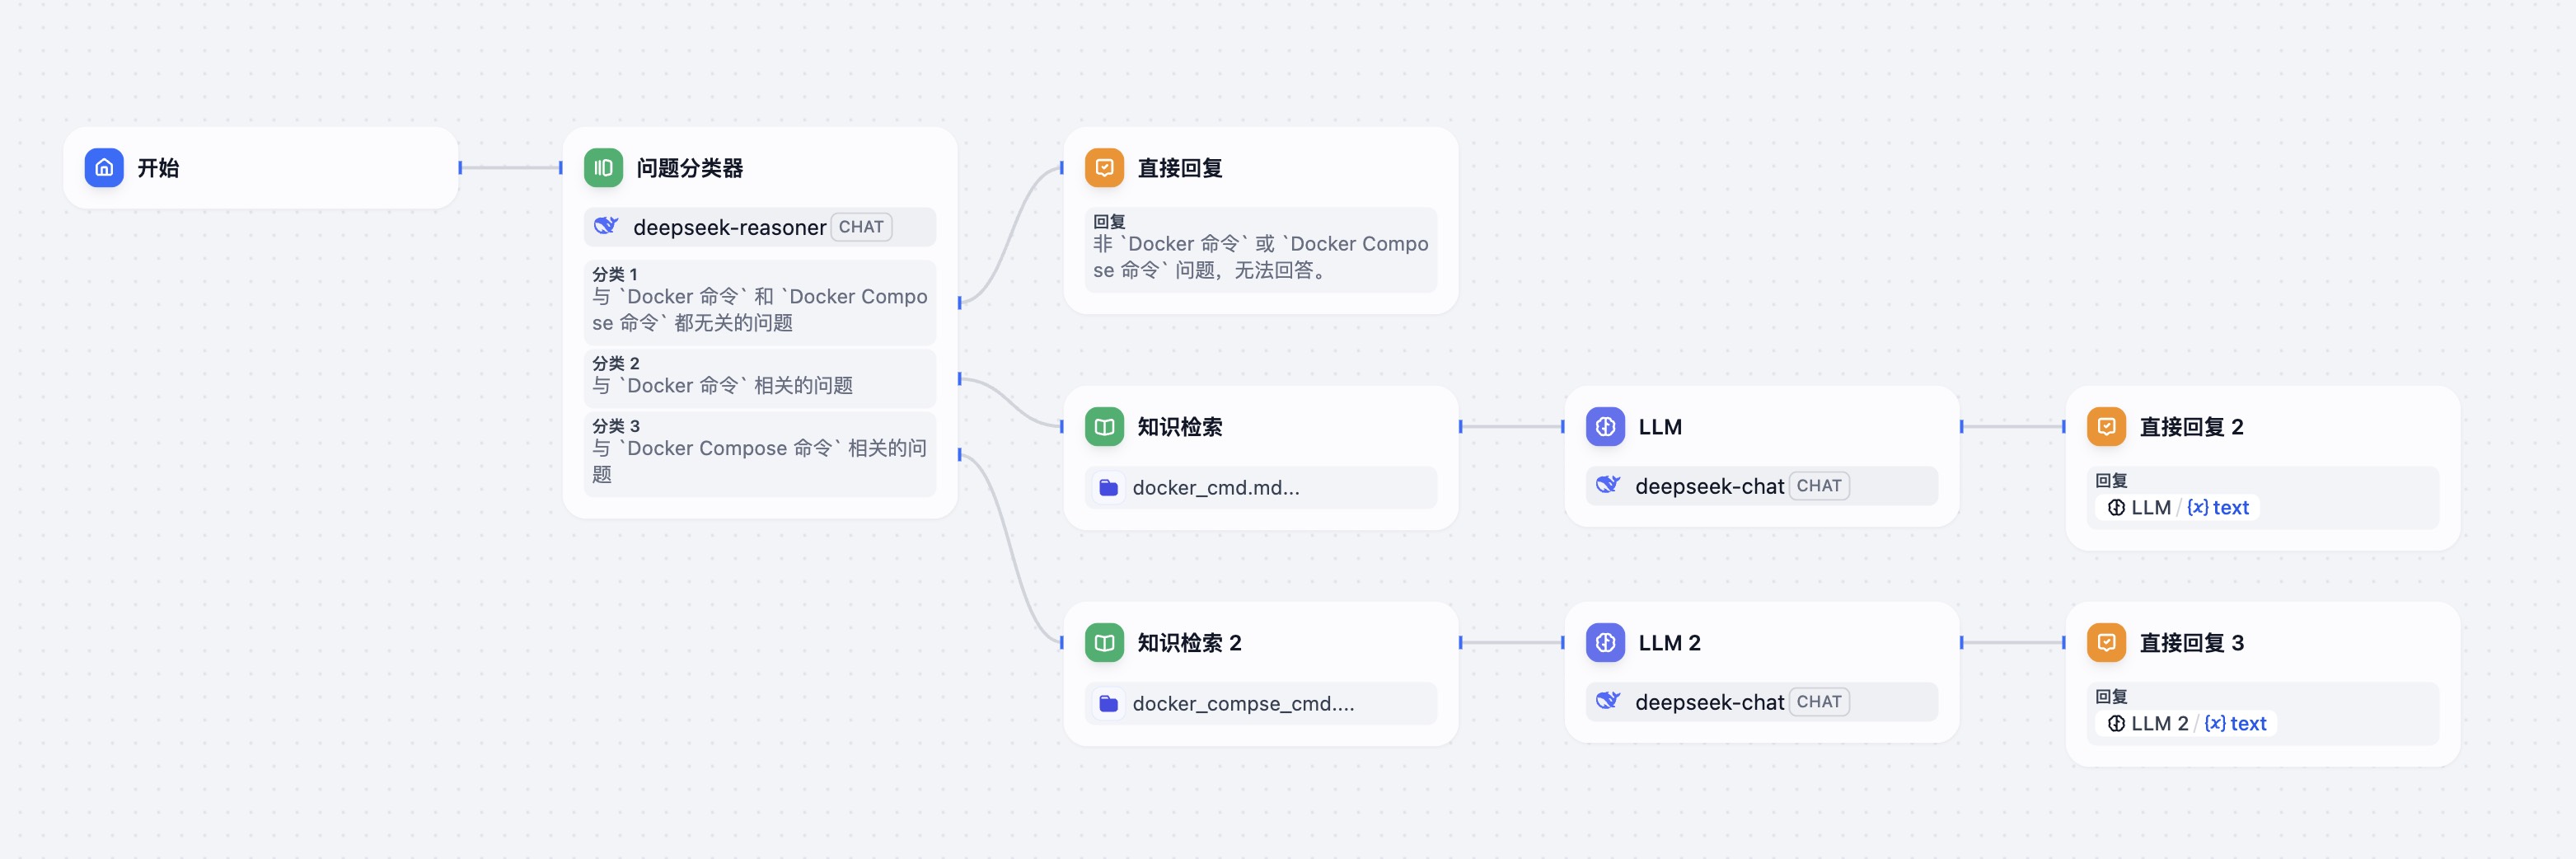 开始
问题分类器
deepseek-reasoner CHAT
分类 1
与 `Docker 命令` 和 `Docker Compo
se 命令` 都无关的问题
分类 2
与 `Docker 命令` 相关的问题
分类 3
与 `Docker Compose 命令` 相关的问
题
直接回复
回复
非 `Docker 命令` 或 `Docker Compo
se 命令` 问题，无法回答。
知识检索
docker_cmd.md...
LLM
deepseek-chat CHAT
直接回复 2
回复
LLM / {x} text
知识检索 2
docker_compse_cmd....
LLM 2
deepseek-chat CHAT
直接回复 3
回复
LLM 2 / {x} text